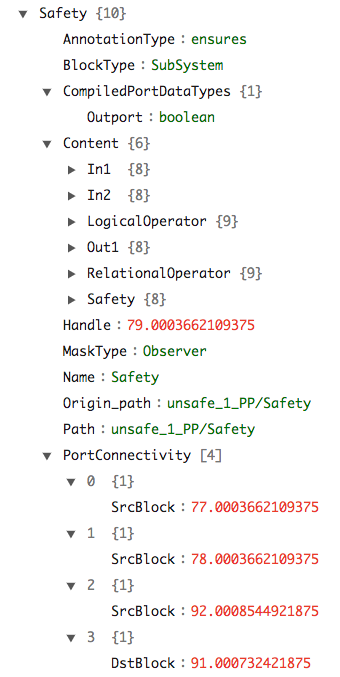 ▼ Safety {10}
AnnotationType : ensures
BlockType : SubSystem
▼ CompiledPortDataTypes {1}
Outport : boolean
▼ Content {6}
▶ In1 {8}
▶ In2 {8}
▶ LogicalOperator {9}
▶ Out1 {8}
▶ RelationalOperator {9}
▶ Safety {8}
Handle : 79.0003662109375
MaskType : Observer
Name : Safety
Origin_path : unsafe_1_PP/Safety
Path : unsafe_1_PP/Safety
▼ PortConnectivity [4]
▼ 0 {1}
SrcBlock : 77.0003662109375
▼ 1 {1}
SrcBlock : 78.0003662109375
▼ 2 {1}
SrcBlock : 92.0008544921875
▼ 3 {1}
DstBlock : 91.000732421875